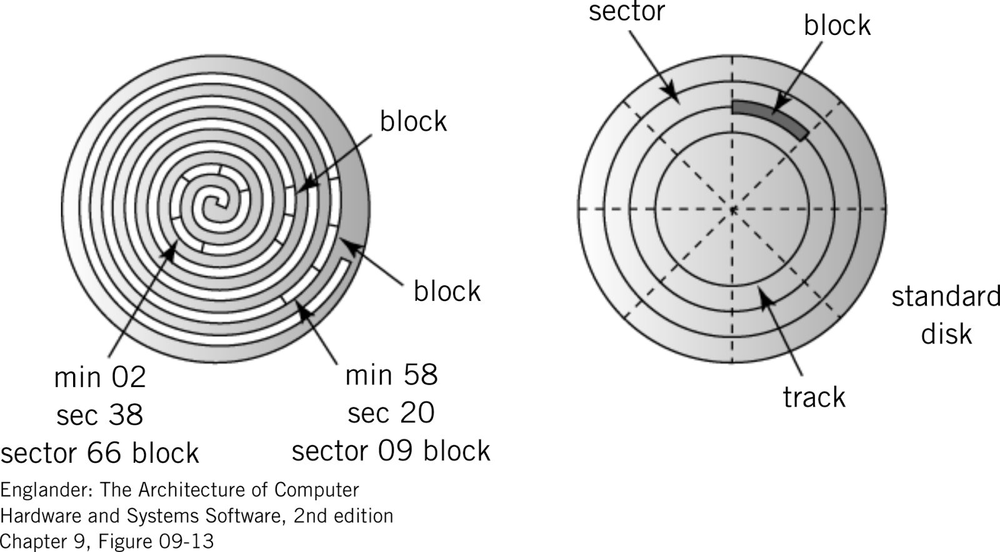 sector
block
block
block
standard
disk
track
min 02
sec 38
sector 66 block
min 58
sec 20
sector 09 block
Englander: The Architecture of Computer
Hardware and Systems Software, 2nd edition
Chapter 9, Figure 09-13